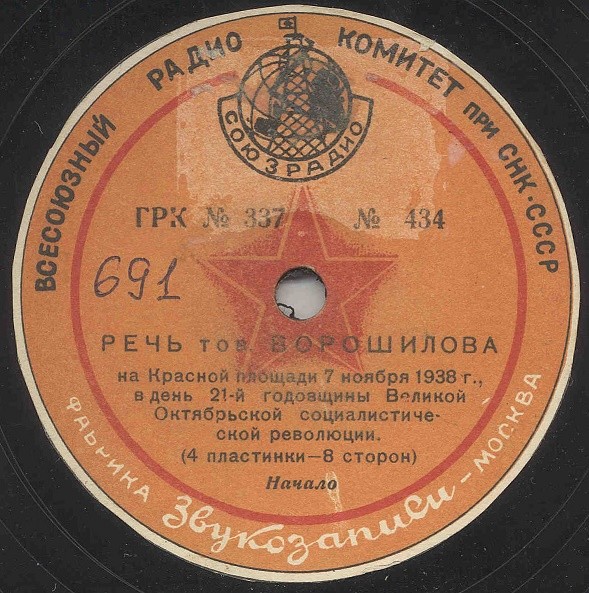 ВСЕСОЮЗНЫЙ РАДИО КОМИТЕТ при СНК·СССР
СОЮЗРАДИО
ГРК № 337 № 434
691
РЕЧЬ тов. ВОРОШИЛОВА
на Красной площади 7 ноября 1938 г.,
в день 21-й годовщины Великой
Октябрьской социалистиче-
ской революции.
(4 пластинки—8 сторон)
Начало
ФАБРИКА Звукозаписи—МОСКВА